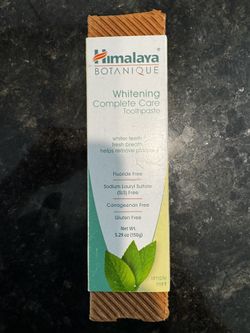 Himalaya
BOTANIQUE
Whitening
Complete Care
Toothpaste
whiter teeth
fresh breath
helps remove plaque
Fluoride Free
Sodium Lauryl Sulfate
(SLS) Free
Carrageenan Free
Gluten Free
Net Wt.
5.29 oz (150g)
simply
mint